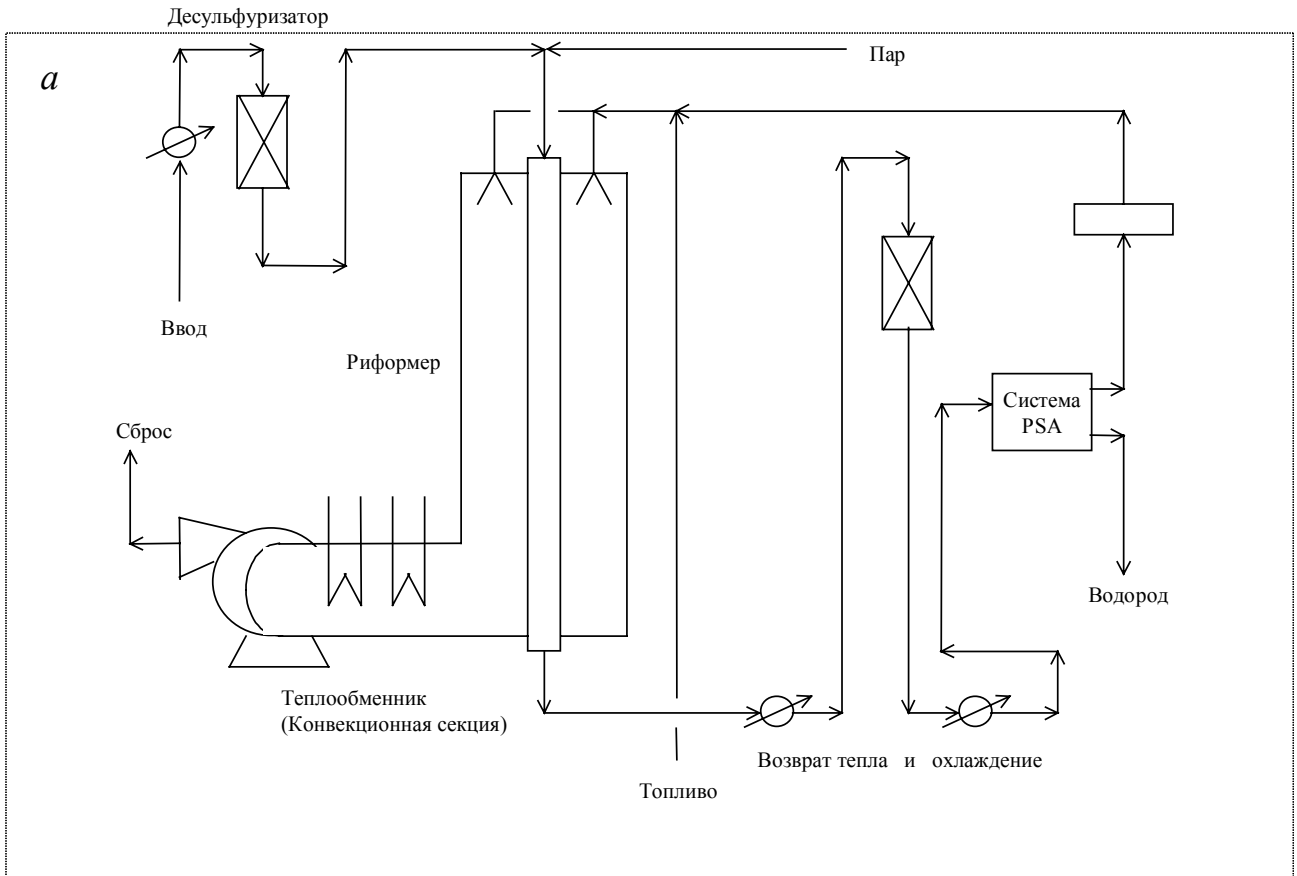 Десульфуризатор
а
Пар
Ввод
Риформер
Система
PSA
Сброс
Водород
Теплообменник
(Конвекционная секция)
Возврат тепла и охлаждение
Топливо